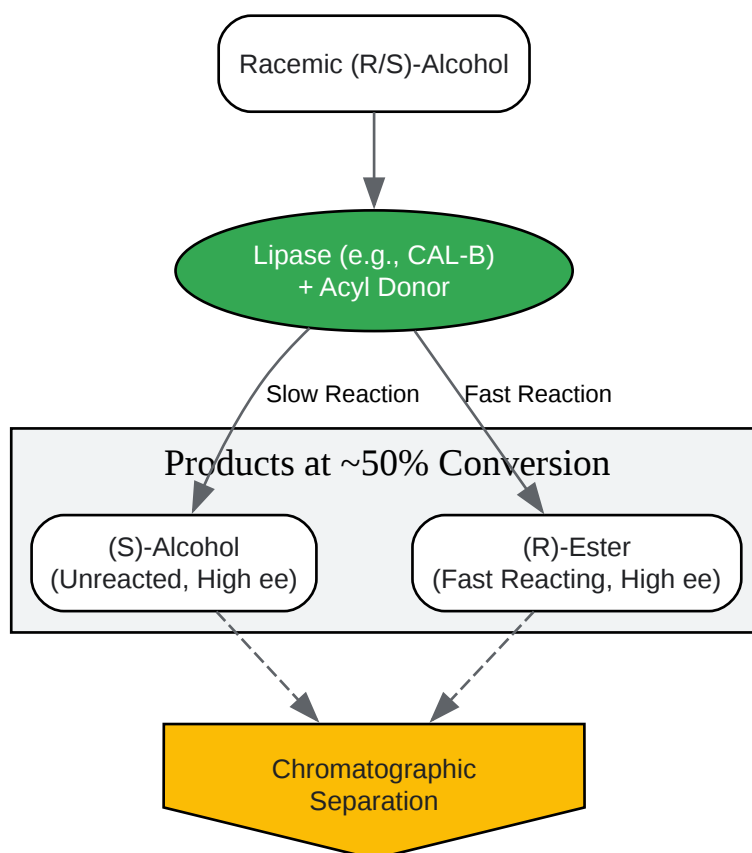 Racemic (R/S)-Alcohol
Lipase (e.g., CAL-B)
+ Acyl Donor
Slow Reaction
Fast Reaction
Products at ~50% Conversion
(S)-Alcohol
(Unreacted, High ee)
(R)-Ester
(Fast Reacting, High ee)
Chromatographic
Separation